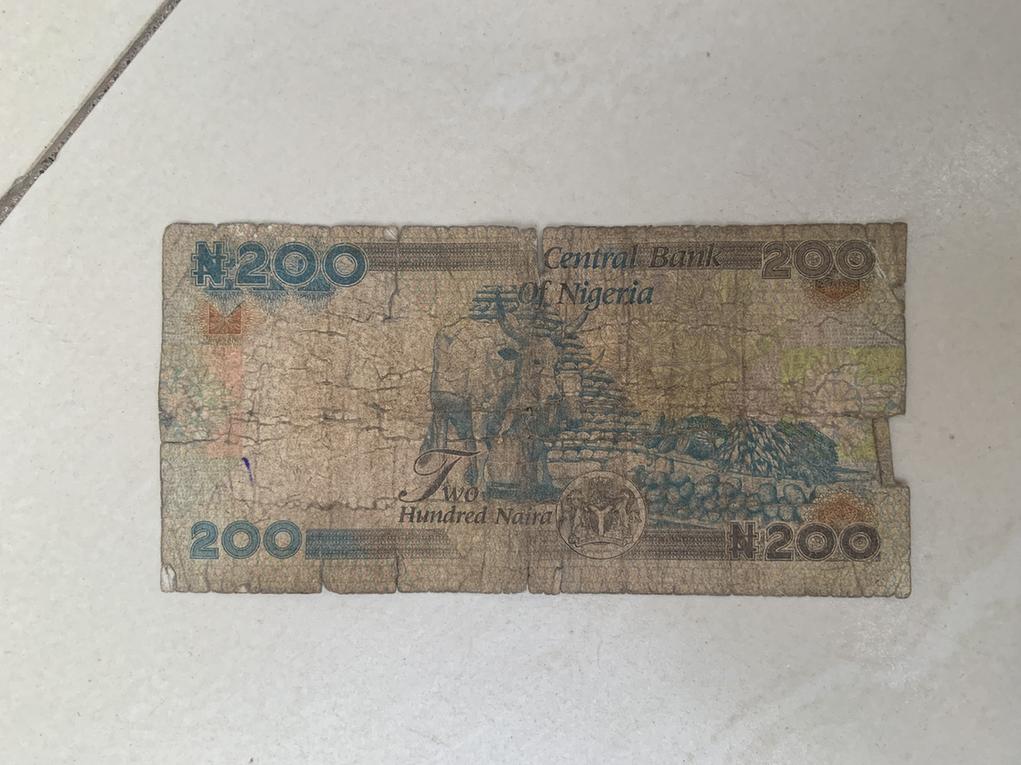 ₦200
Central Bank
Of Nigeria
200
Two
Hundred Naira
200
₦200